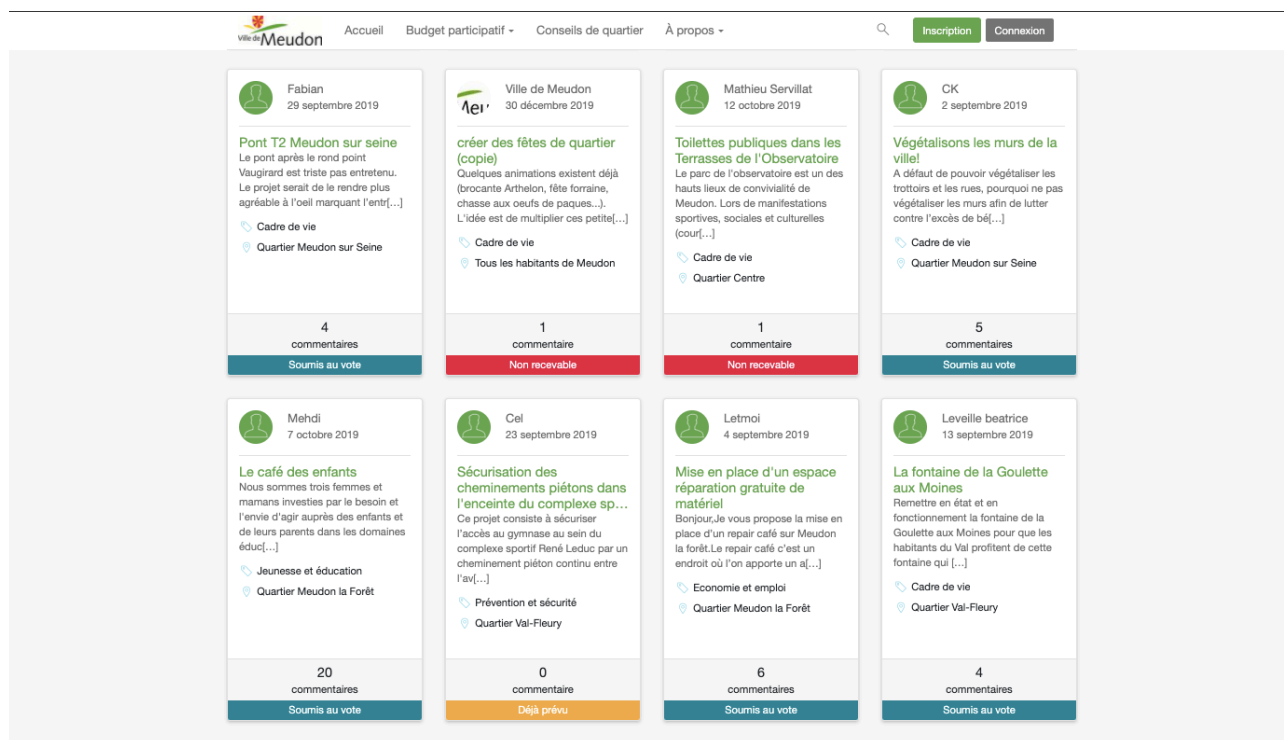 Ville de Meudon
Accueil
Budget participatif
Conseils de quartier
À propos
Inscription
Connexion
Fabian
29 septembre 2019
Pont T2 Meudon sur seine
Le pont après le rond point
Vaugirard est triste pas entretenu.
Le projet serait de le rendre plus
agréable à l'oeil marquant l'entr[...]
Cadre de vie
Quartier Meudon sur Seine
4
commentaires
Soumis au vote
Ville de Meudon
30 décembre 2019
créer des fêtes de quartier
(copie)
Quelques animations existent déjà
(brocante Arthelon, fête forraine,
chasse aux oeufs de paques...).
L'idée est de multiplier ces petite[...]
Cadre de vie
Tous les habitants de Meudon
1
commentaire
Non recevable
Mathieu Servillat
12 octobre 2019
Toilettes publiques dans les
Terrasses de l'Observatoire
Le parc de l'observatoire est un des
hauts lieux de convivialité de
Meudon. Lors de manifestations
sportives, sociales et culturelles
(cour[...]
Cadre de vie
Quartier Centre
1
commentaire
Non recevable
CK
2 septembre 2019
Végétalisons les murs de la
ville!
A défaut de pouvoir végétaliser les
trottoirs et les rues, pourquoi ne pas
végétaliser les murs afin de lutter
contre l'excès de bé[...]
Cadre de vie
Quartier Meudon sur Seine
5
commentaires
Soumis au vote
Mehdi
7 octobre 2019
Le café des enfants
Nous sommes trois femmes et
mamans investies par le besoin et
l'envie d'agir auprès des enfants et
de leurs parents dans les domaines
éduc[...]
Jeunesse et éducation
Quartier Meudon la Forêt
20
commentaires
Soumis au vote
Cel
23 septembre 2019
Sécurisation des
cheminements piétons dans
l'enceinte du complexe sp...
Ce projet consiste à sécuriser
l'accès au gymnase au sein du
complexe sportif René Leduc par un
cheminement piéton continu entre
l'av[...]
Prévention et sécurité
Quartier Val-Fleury
0
commentaire
Déjà prévu
Letmoi
4 septembre 2019
Mise en place d'un espace
réparation gratuite de
matériel
Bonjour,Je vous propose la mise en
place d'un repair café sur Meudon
la forêt.Le repair café c'est un
endroit où l'on apporte un a[...]
Economie et emploi
Quartier Meudon la Forêt
6
commentaires
Soumis au vote
Leveille beatrice
13 septembre 2019
La fontaine de la Goulette
aux Moines
Remettre en état et en
fonctionnement la fontaine de la
Goulette aux Moines pour que les
habitants du Val profitent de cette
fontaine qui [...]
Cadre de vie
Quartier Val-Fleury
4
commentaires
Soumis au vote